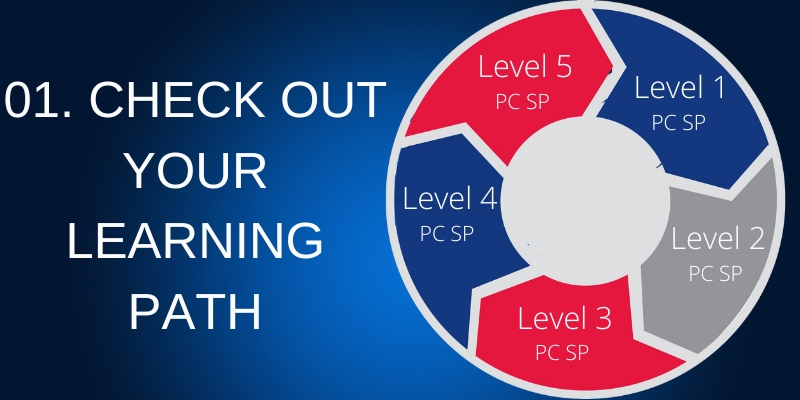 01. CHECK OUT
YOUR
LEARNING
PATH
Level 1
PC SP
Level 2
PC SP
Level 3
PC SP
Level 4
PC SP
Level 5
PC SP